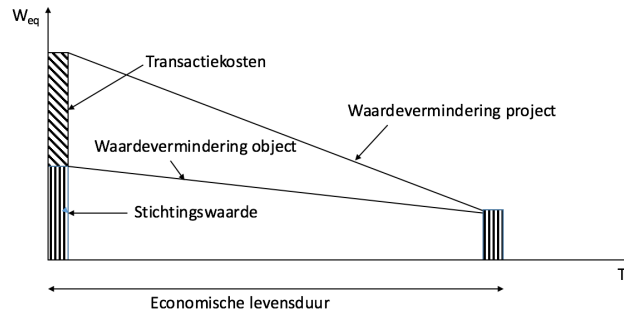 Weq
Transactiekosten
Waardevermindering project
Waardevermindering object
Stichtingswaarde
T
Economische levensduur